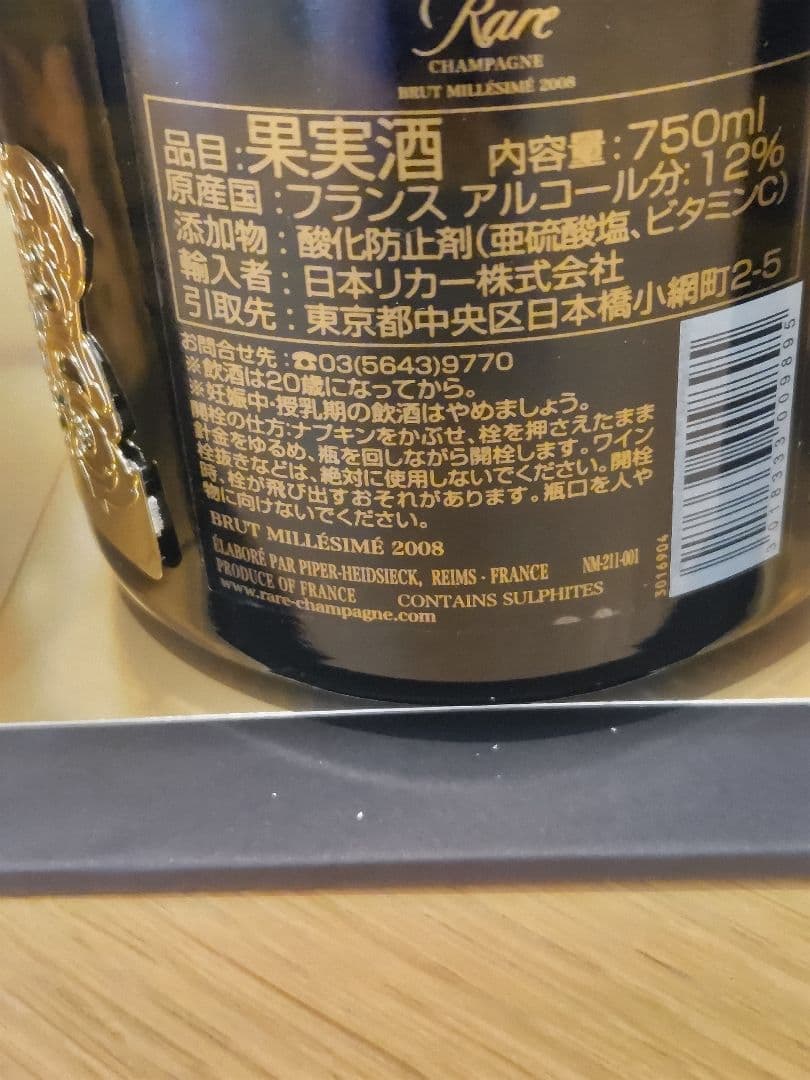 Rare
CHAMPAGNE
BRUT MILLÉSIMÉ 2008
品目:果実酒 内容量:750ml
原産国:フランス アルコール分:12%
添加物:酸化防止剤(亜硫酸塩、ビタミンC)
輸入者:日本リカー株式会社
引取先:東京都中央区日本橋小網町2-5
お問合せ先:☎03(5643)9770
※飲酒は20歳になってから。
※妊娠中・授乳期の飲酒はやめましょう。
開栓の仕方:ナプキンをかぶせ、栓を押さえたまま
針金をゆるめ、瓶を回しながら開栓します。ワイン
栓抜きなどは、絶対に使用しないでください。開栓
時、栓が飛び出すおそれがあります。瓶口を人や
物に向けないでください。
BRUT MILLÉSIMÉ 2008
ÉLABORÉ PAR PIPER-HEIDSIECK, REIMS · FRANCE NM-211-001
PRODUCE OF FRANCE CONTAINS SULPHITES
www.rare-champagne.com
3016904
3 018333 009895